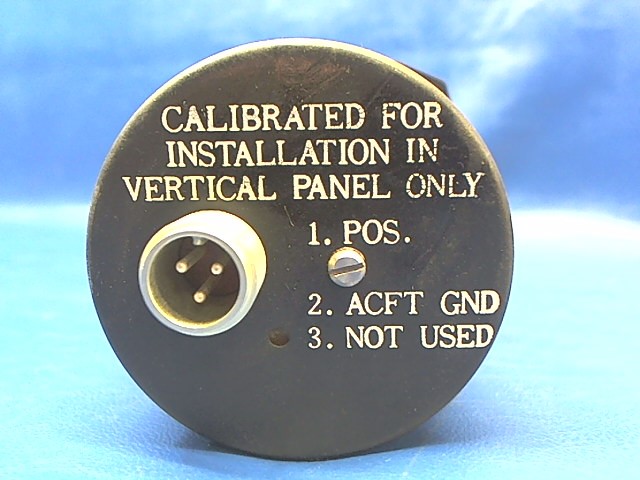 CALIBRATED FOR
INSTALLATION IN
VERTICAL PANEL ONLY
1. POS.
2. ACFT GND
3. NOT USED